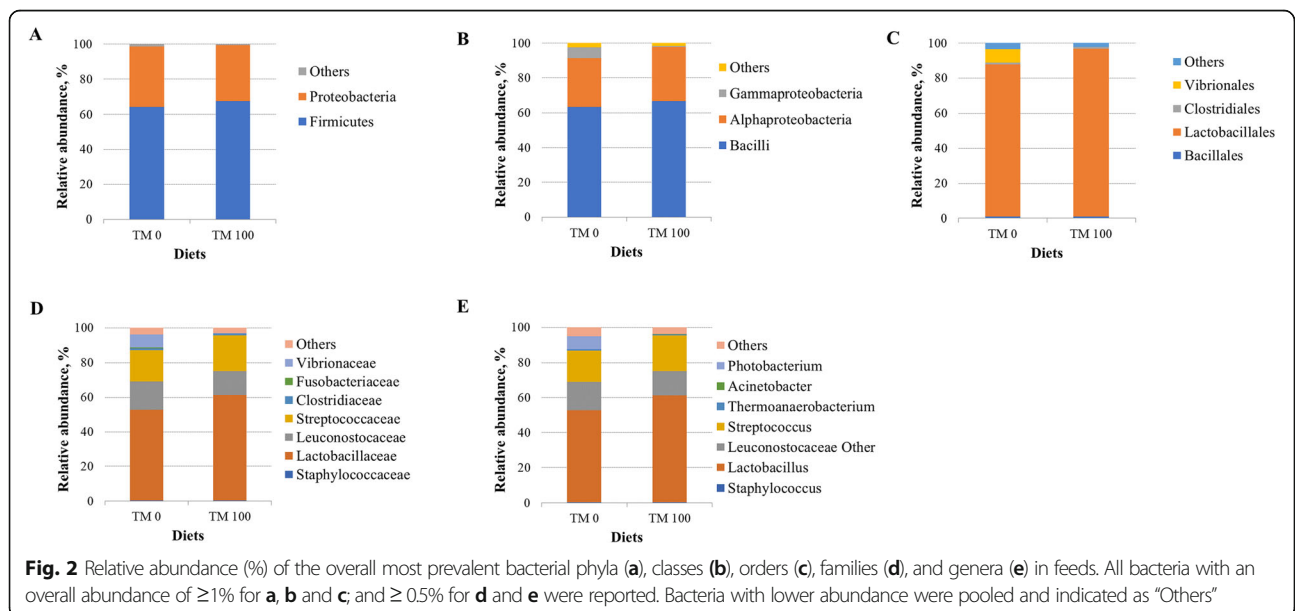 A
Relative abundance, %
100
80
60
40
20
0
TM 0
TM 100
Diets
Others
Proteobacteria
Firmicutes
B
Relative abundance, %
100
80
60
40
20
0
TM 0
TM 100
Diets
Others
Gammaproteobacteria
Alphaproteobacteria
Bacilli
C
Relative abundance, %
100
80
60
40
20
0
TM 0
TM 100
Diets
Others
Vibrionales
Clostridiales
Lactobacillales
Bacillales
D
Relative abundance, %
100
80
60
40
20
0
TM 0
TM 100
Diets
Others
Vibrionaceae
Fusobacteriaceae
Clostridiaceae
Streptococcaceae
Leuconostocaceae
Lactobacillaceae
Staphylococcaceae
E
Relative abundance, %
100
80
60
40
20
0
TM 0
TM 100
Diets
Others
Photobacterium
Acinetobacter
Thermoanaerobacterium
Streptococcus
Leuconostocaceae Other
Lactobacillus
Staphylococcus
Fig. 2 Relative abundance (%) of the overall most prevalent bacterial phyla (a), classes (b), orders (c), families (d), and genera (e) in feeds. All bacteria with an
overall abundance of ≥1% for a, b and c; and ≥ 0.5% for d and e were reported. Bacteria with lower abundance were pooled and indicated as “Others”